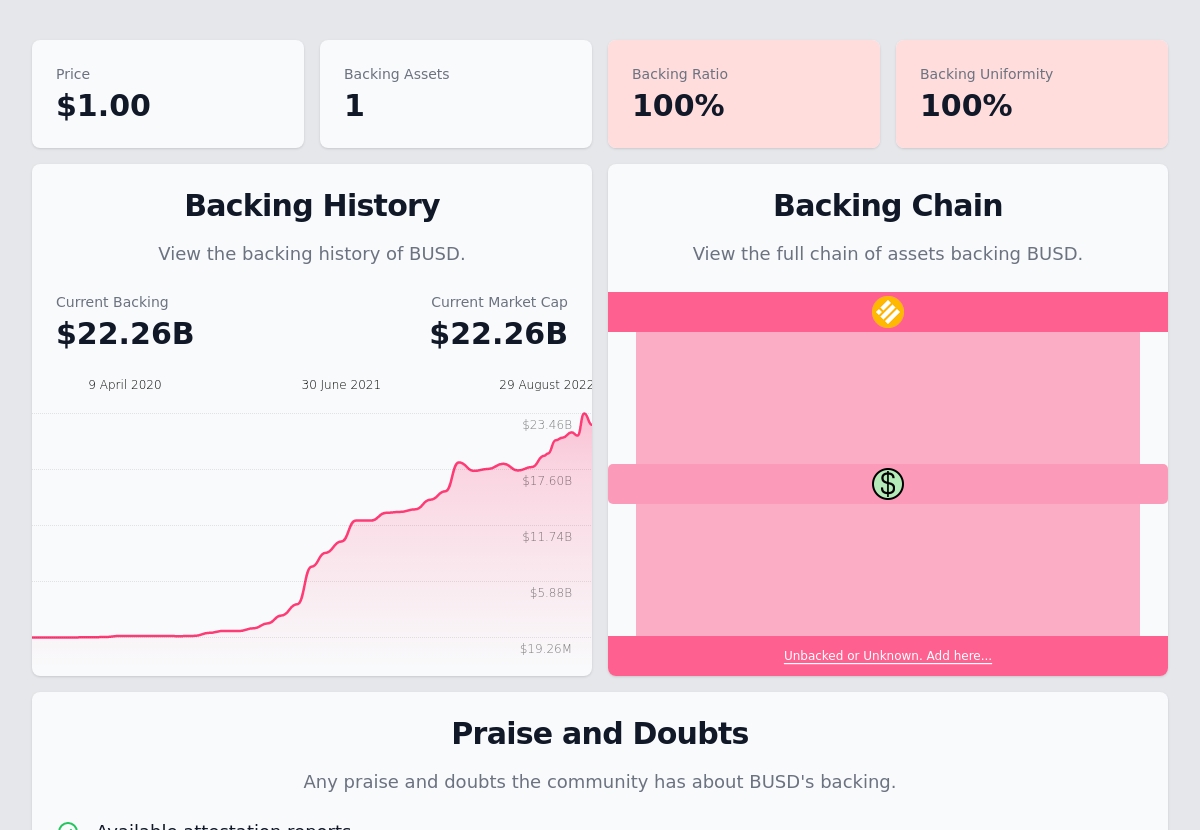 Price
$1.00
Backing Assets
1
Backing Ratio
100%
Backing Uniformity
100%
Backing History
View the backing history of BUSD.
Current Backing
$22.26B
Current Market Cap
$22.26B
9 April 2020
30 June 2021
29 August 2022
$23.46B
$17.60B
$11.74B
$5.88B
$19.26M
Backing Chain
View the full chain of assets backing BUSD.
$
Unbacked or Unknown. Add here...
Praise and Doubts
Any praise and doubts the community has about BUSD's backing.
Available attestation reports